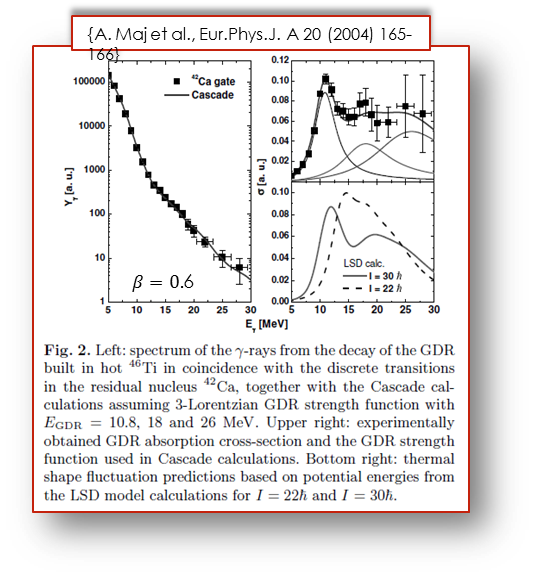 {A. Maj et al., Eur.Phys.J. A 20 (2004) 165-
166}
100000
10000
1000
100
10
1
Yγ [a. u.]
⁴²Ca gate
Cascade
β = 0.6
5 10 15 20 25 30
0.12
0.10
0.08
0.06
0.04
0.02
σ [a. u.]
0.10
0.08
0.06
0.04
0.02
0.00
LSD calc.
I = 30 ℏ
I = 22 ℏ
5 10 15 20 25 30
Eγ [MeV]
Fig. 2. Left: spectrum of the γ-rays from the decay of the GDR
built in hot ⁴⁶Ti in coincidence with the discrete transitions
in the residual nucleus ⁴²Ca, together with the Cascade cal-
culations assuming 3-Lorentzian GDR strength function with
E_GDR = 10.8, 18 and 26 MeV. Upper right: experimentally
obtained GDR absorption cross-section and the GDR strength
function used in Cascade calculations. Bottom right: thermal
shape fluctuation predictions based on potential energies from
the LSD model calculations for I = 22ℏ and I = 30ℏ.